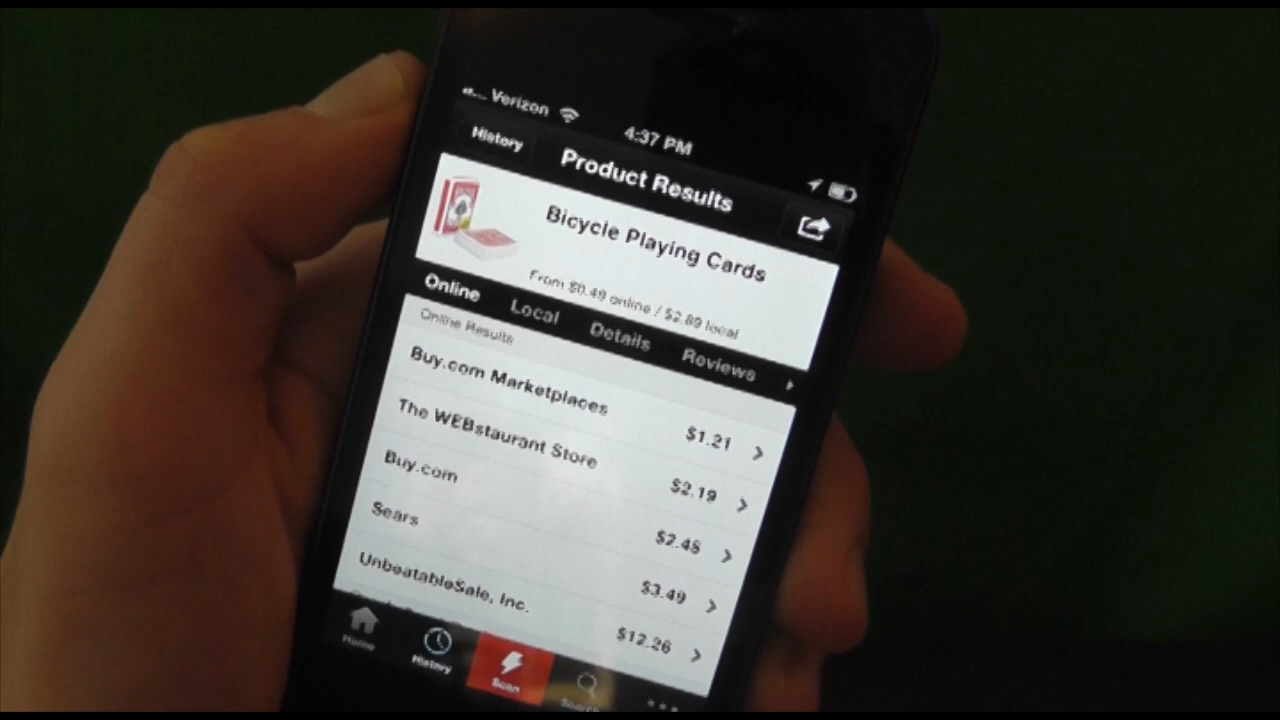 Verizon 4:37 PM
History Product Results
Bicycle Playing Cards
From $0.49 online / $2.89 local
Online Local Details Reviews
Online Results
Buy.com Marketplaces $1.21
The WEBstaurant Store $2.19
Buy.com $2.48
Sears $3.49
UnbeatableSale, Inc. $12.26
Home History Scan Search